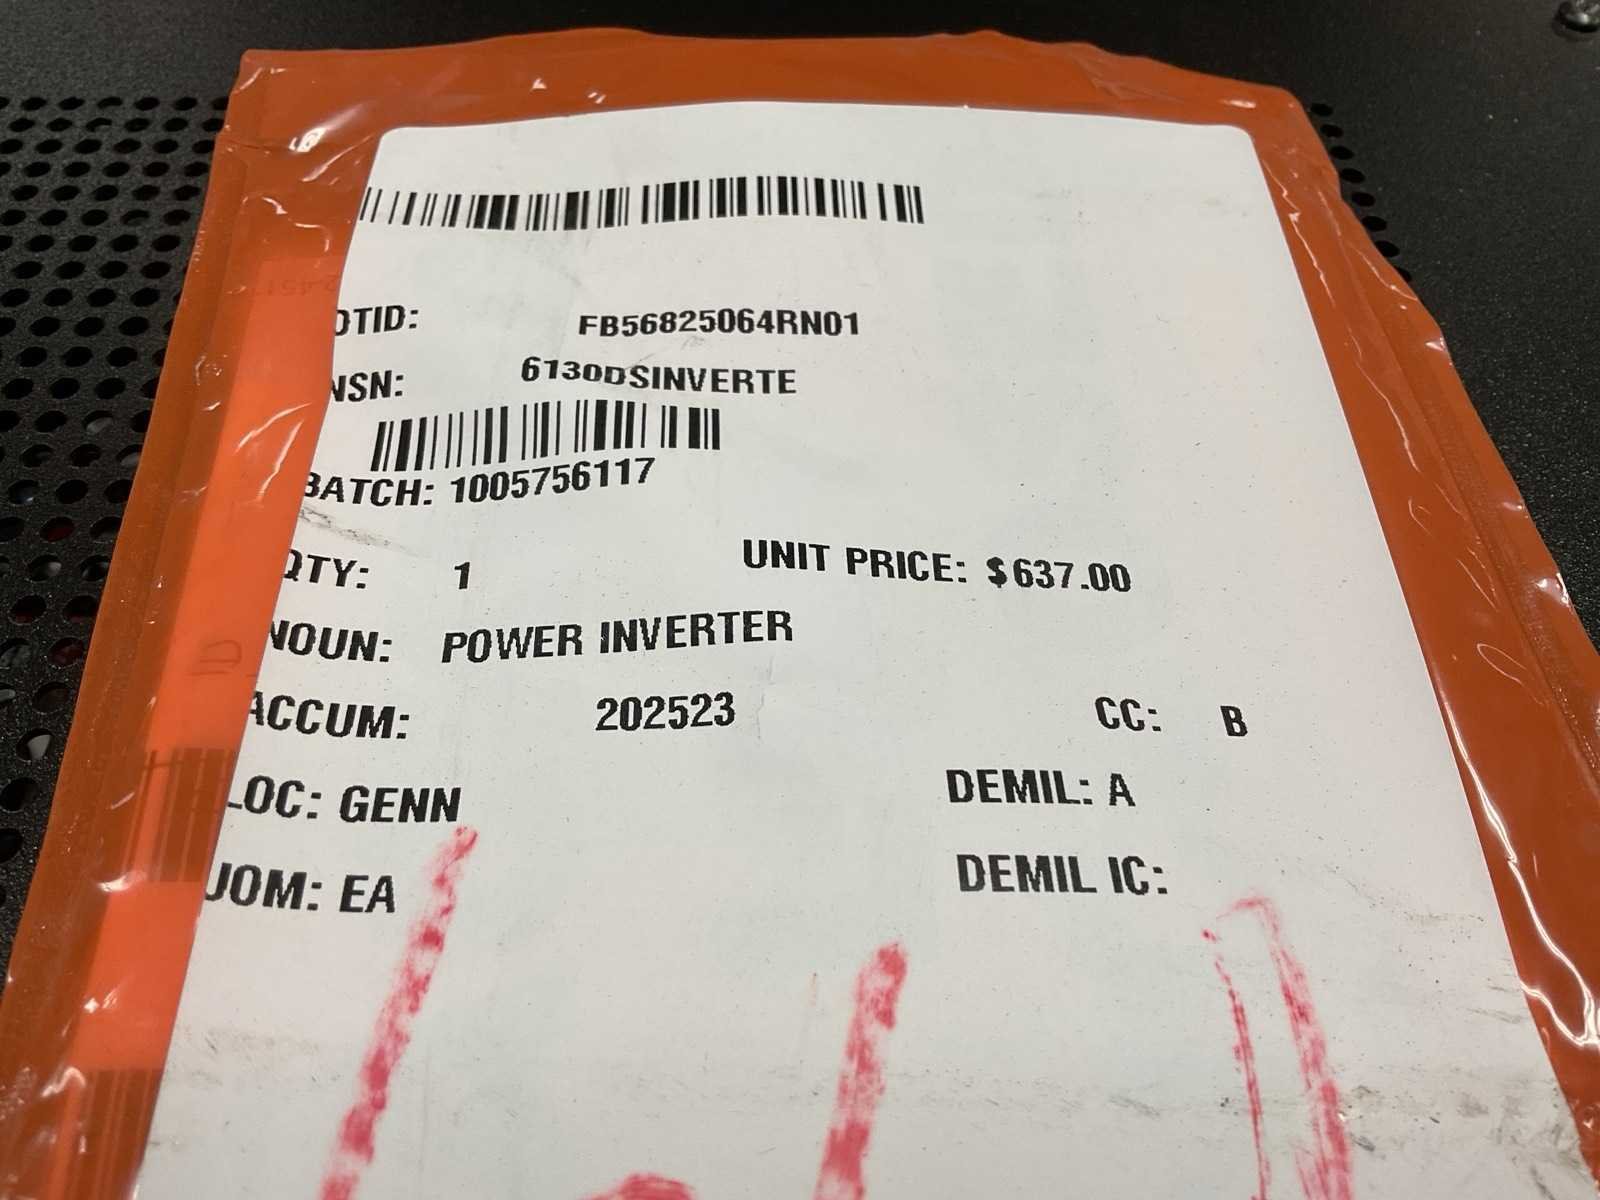 DTID: FB56825064RN01
NSN: 6130DSINVERTE
BATCH: 1005756117
QTY: 1 UNIT PRICE: $637.00
NOUN: POWER INVERTER
ACCUM: 202523 CC: B
LOC: GENN DEMIL: A
UOM: EA DEMIL IC: